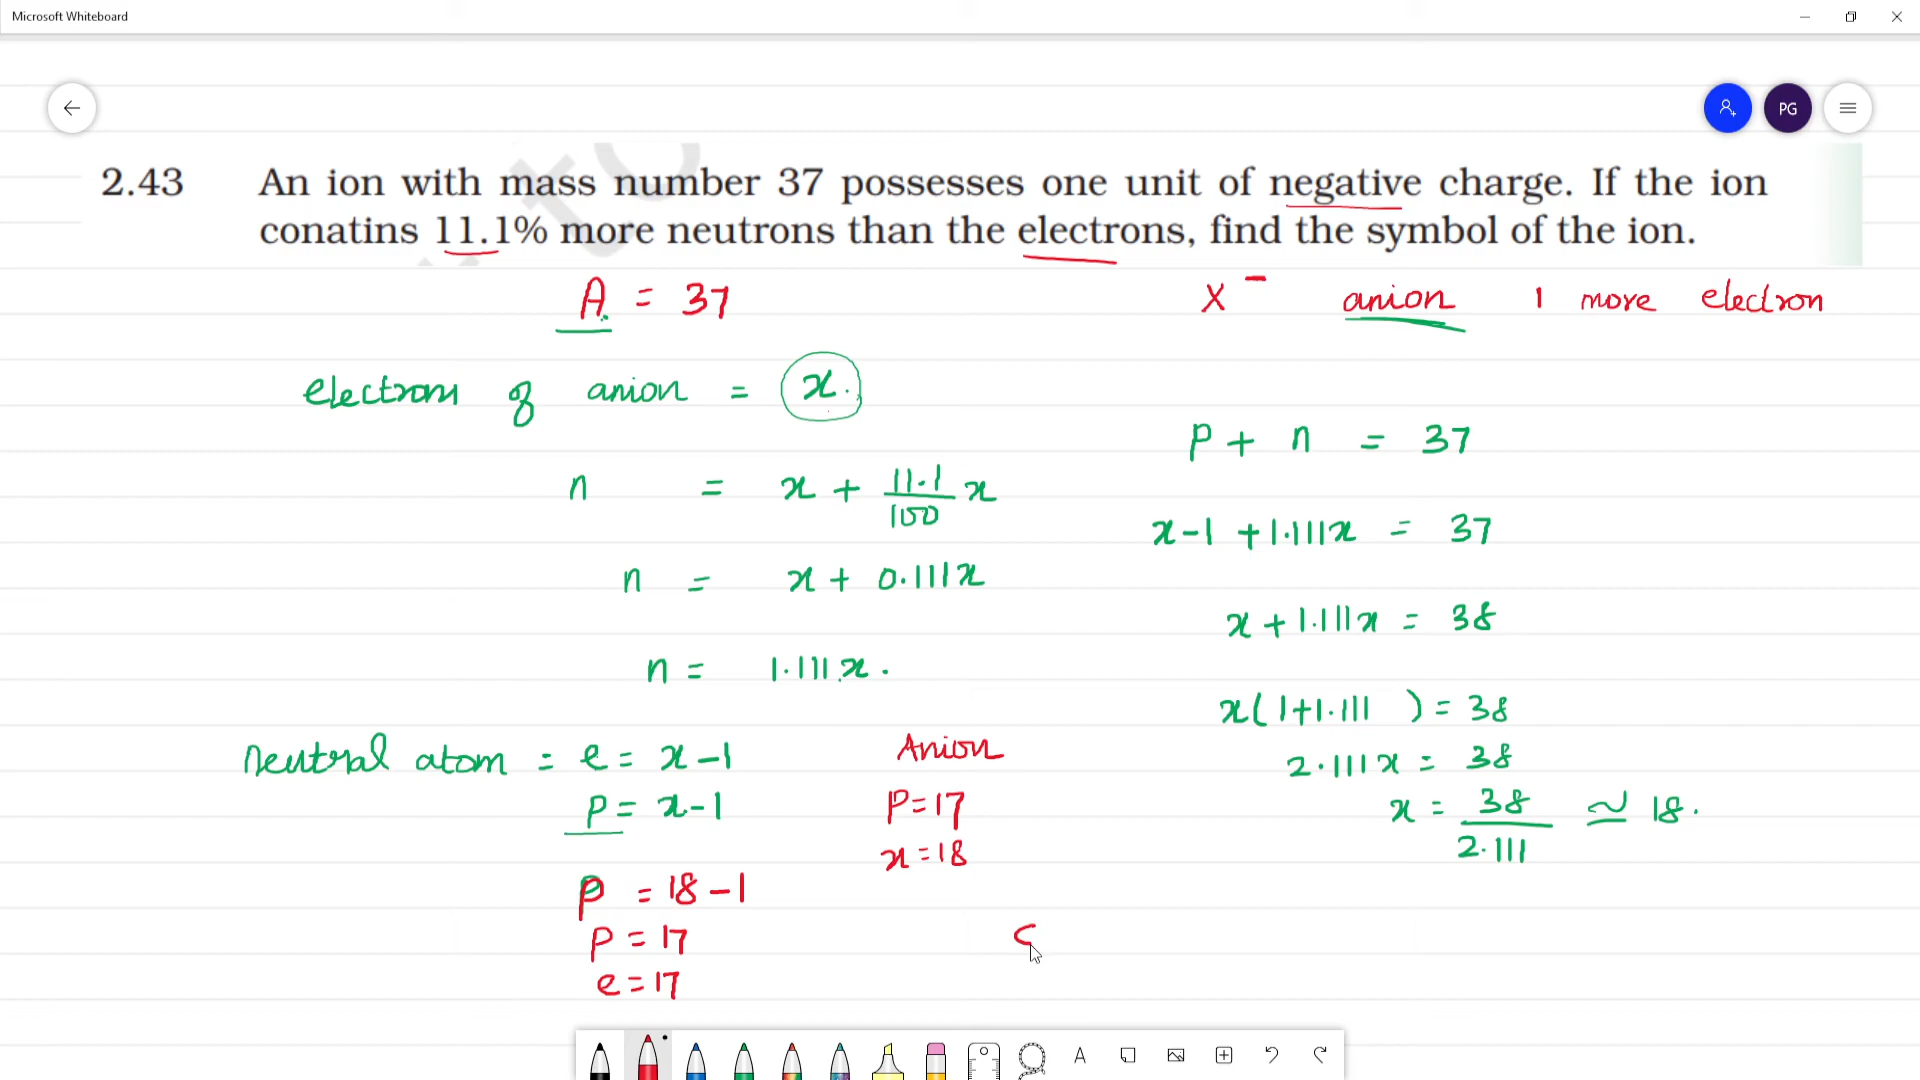 Microsoft Whiteboard
PG
2.43 An ion with mass number 37 possesses one unit of negative charge. If the ion
conatins 11.1% more neutrons than the electrons, find the symbol of the ion.
A = 37
X⁻ anion 1 more electron
electrons of anion = x.
n = x + 11.1/100 x
n = x + 0.111x
n = 1.111x.
neutral atom = e = x-1
p = x-1
p = 18-1
p = 17
e = 17
Anion
P=17
x=18
p + n = 37
x-1 +1.111x = 37
x+1.111x = 38
x(1+1.111 ) = 38
2.111x = 38
x = 38/2.111 ≃ 18.
A